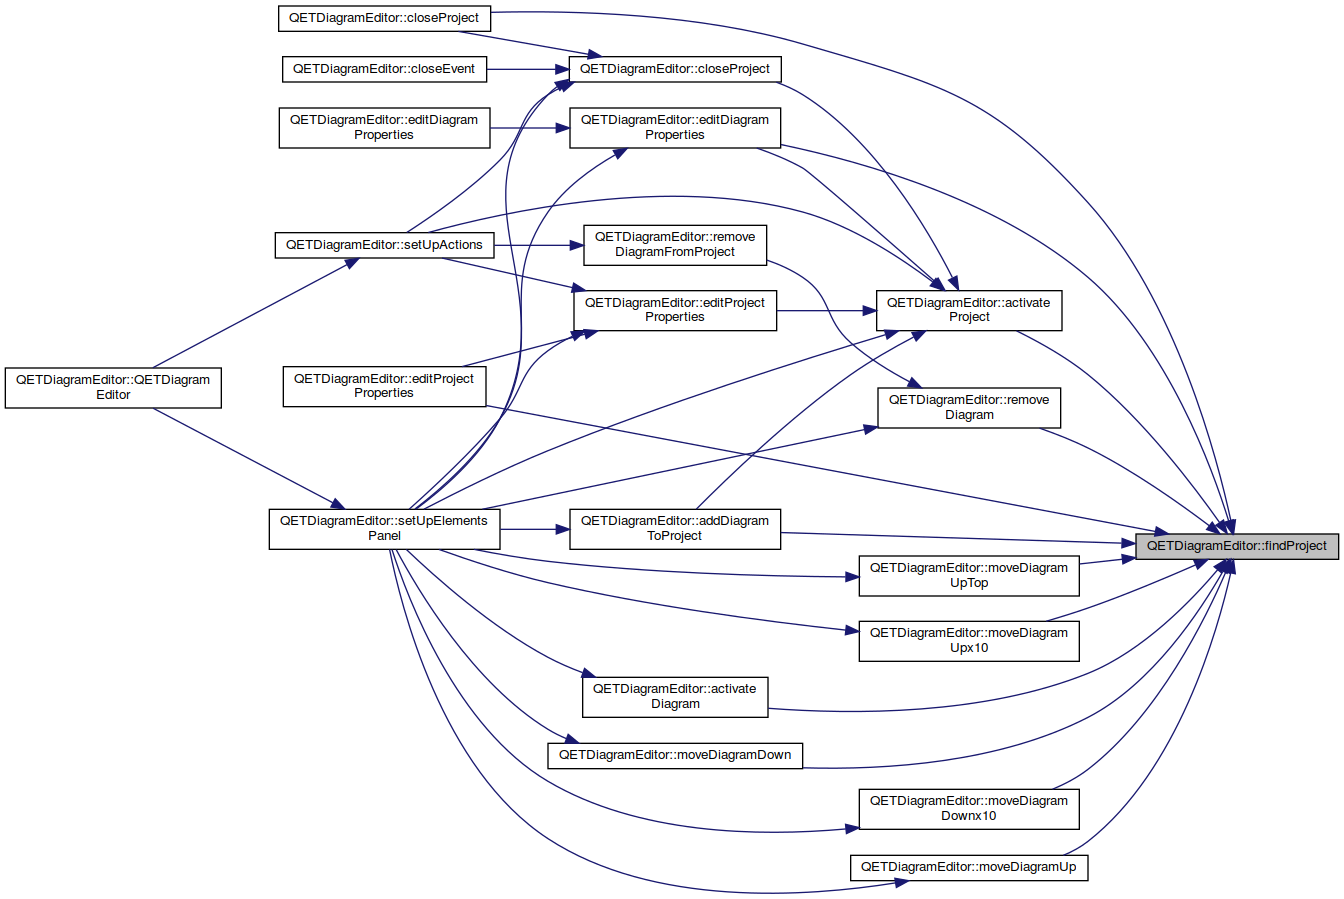 QETDiagramEditor::closeProject
QETDiagramEditor::closeEvent
QETDiagramEditor::closeProject
QETDiagramEditor::editDiagram
Properties
QETDiagramEditor::editDiagram
Properties
QETDiagramEditor::setUpActions
QETDiagramEditor::remove
DiagramFromProject
QETDiagramEditor::editProject
Properties
QETDiagramEditor::activate
Project
QETDiagramEditor::QETDiagram
Editor
QETDiagramEditor::editProject
Properties
QETDiagramEditor::remove
Diagram
QETDiagramEditor::setUpElements
Panel
QETDiagramEditor::addDiagram
ToProject
QETDiagramEditor::findProject
QETDiagramEditor::moveDiagram
UpTop
QETDiagramEditor::moveDiagram
Upx10
QETDiagramEditor::activate
Diagram
QETDiagramEditor::moveDiagramDown
QETDiagramEditor::moveDiagram
Downx10
QETDiagramEditor::moveDiagramUp